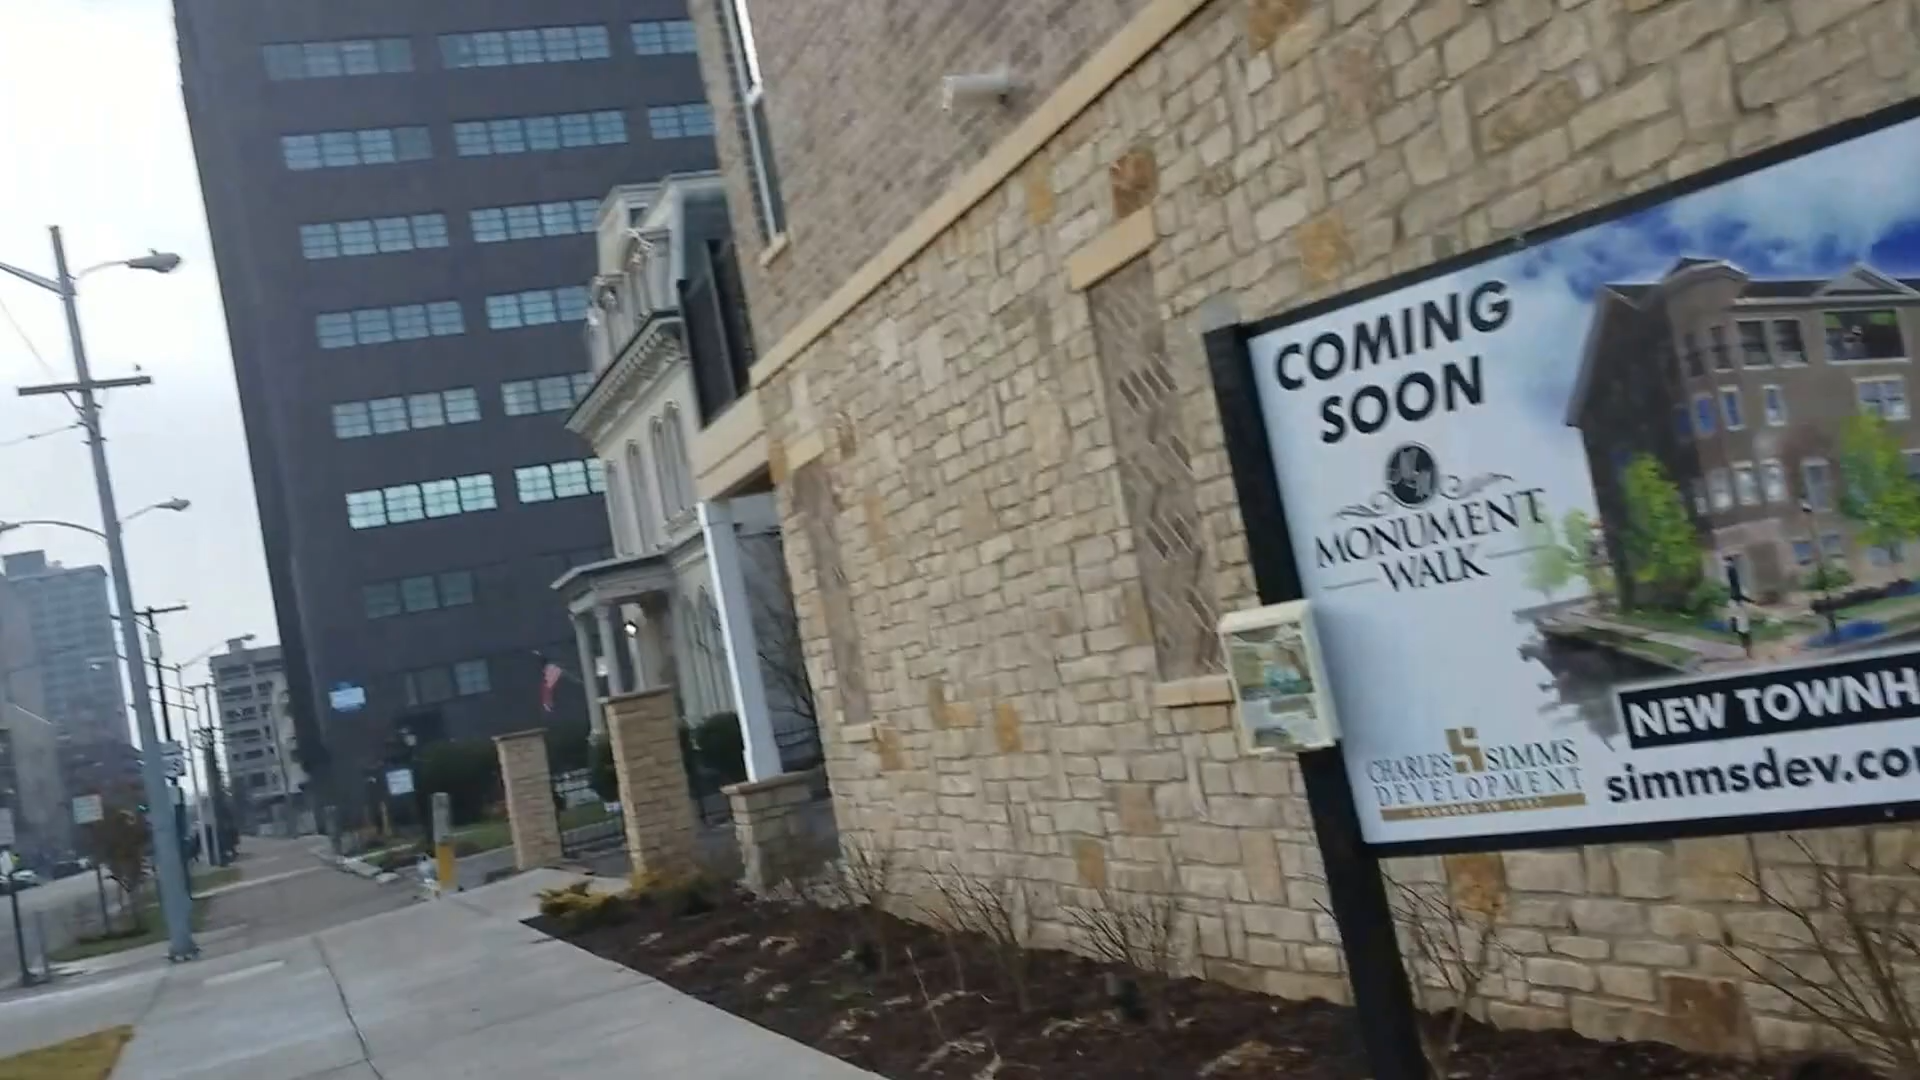 COMING
SOON
MONUMENT
WALK
NEW TOWNH
CHARLES SIMMS
DEVELOPMENT
simmsdev.co